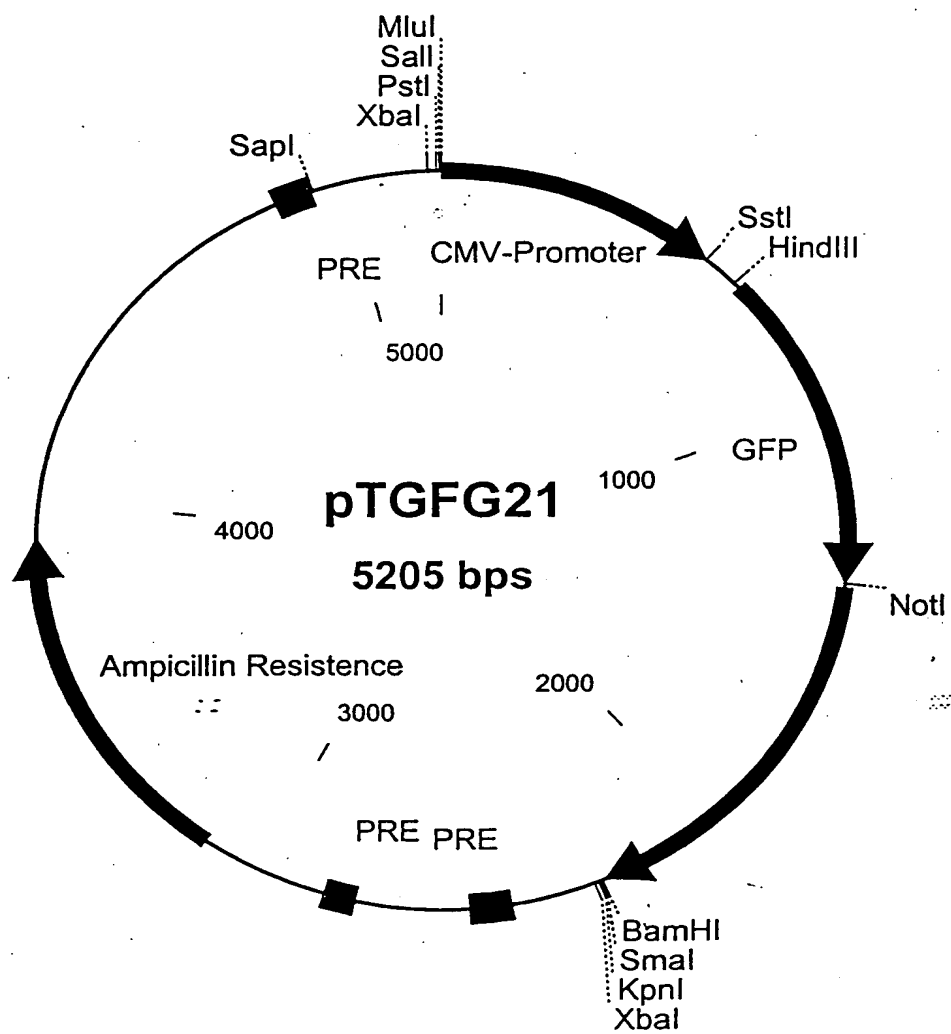 MluI
SalI
PstI
XbaI
SapI
SstI
HindIII
CMV-Promoter
PRE
5000
GFP
1000
pTGFG21
4000
5205 bps
NotI
Ampicillin Resistence
2000
3000
PRE PRE
BamHI
SmaI
KpnI
XbaI